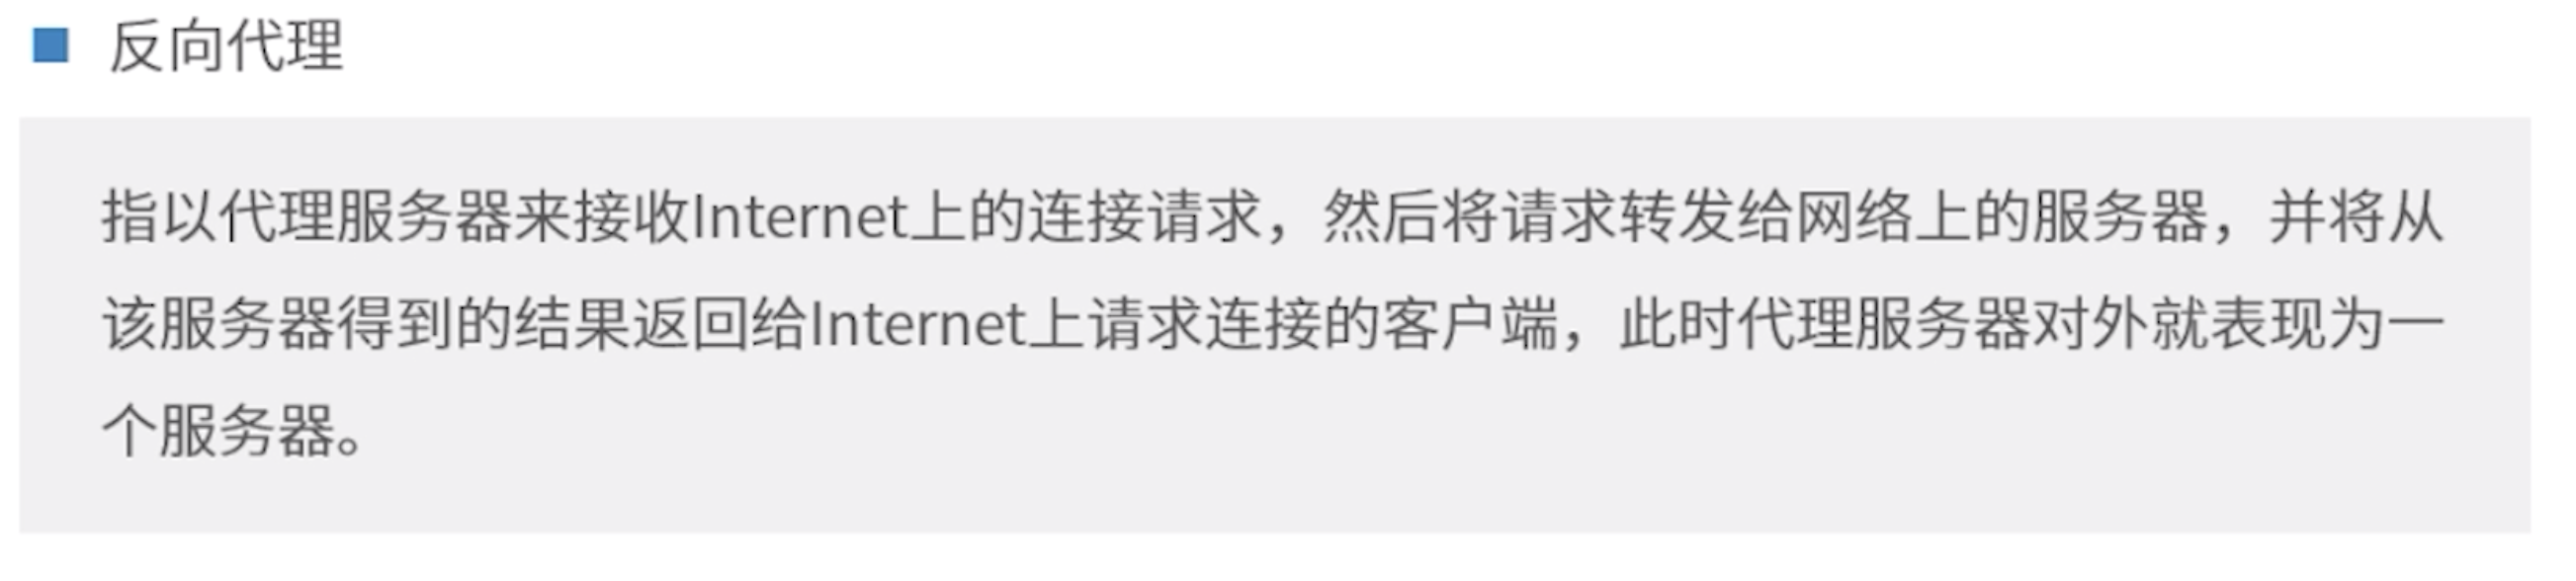 反向代理
指以代理服务器来接收Internet上的连接请求，然后将请求转发给网络上的服务器，并将从
该服务器得到的结果返回给Internet上请求连接的客户端，此时代理服务器对外就表现为一
个服务器。